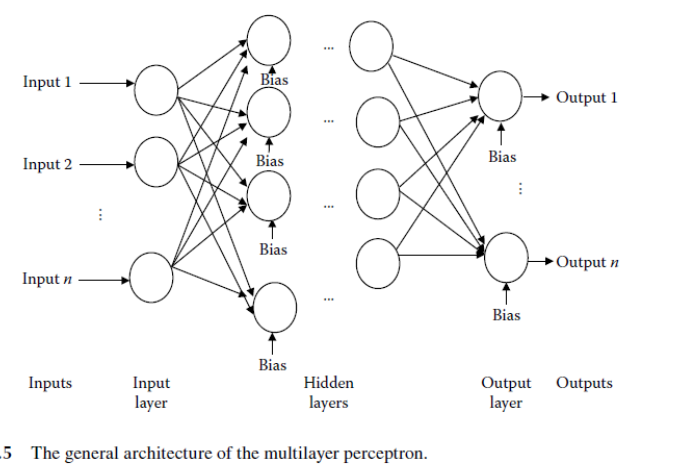 Input 1
Input 2
⋮
Input n
Bias
Bias
Bias
Bias
...
...
...
...
Output 1
Bias
⋮
Output n
Bias
Inputs
Input
layer
Hidden
layers
Output
layer
Outputs
.5 The general architecture of the multilayer perceptron.